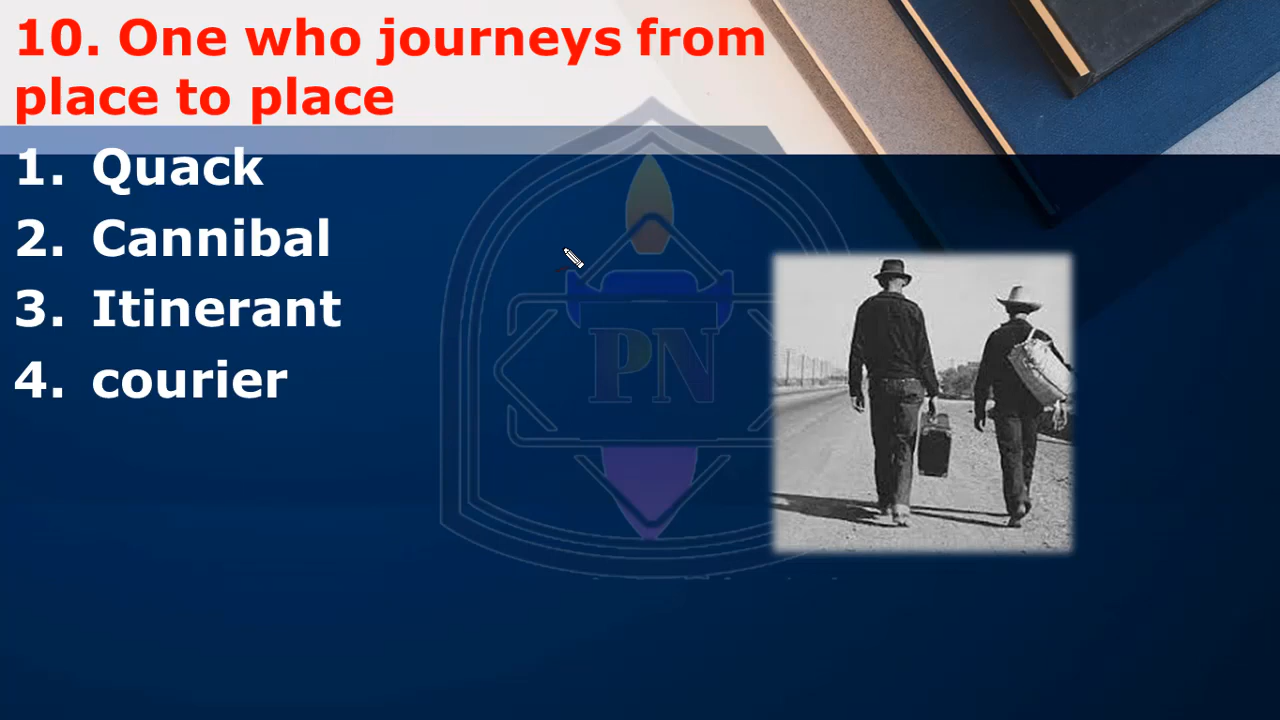 10. One who journeys from
place to place
1. Quack
2. Cannibal
3. Itinerant
4. courier
PN